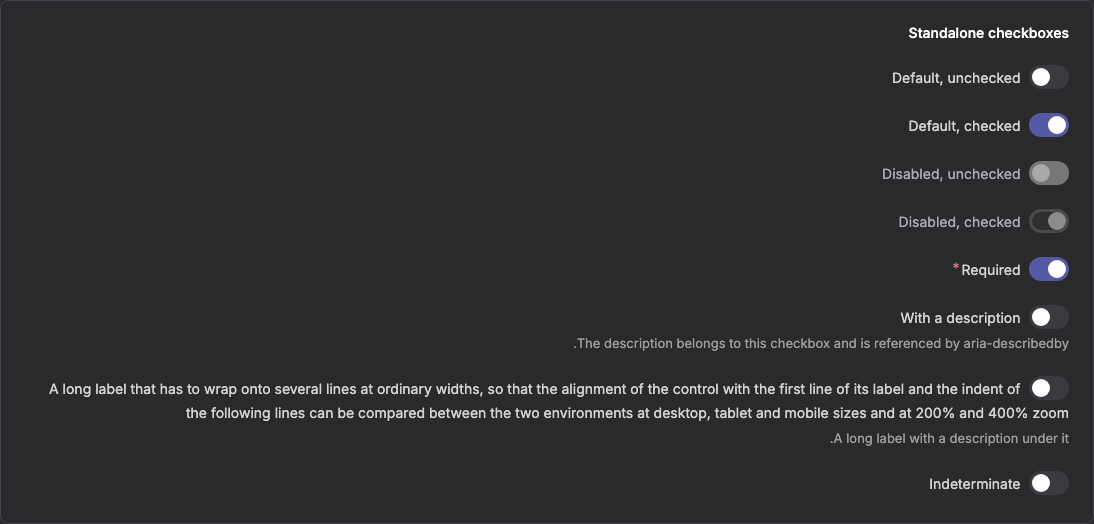 Standalone checkboxes
Default, unchecked
Default, checked
Disabled, unchecked
Disabled, checked
*Required
With a description
.The description belongs to this checkbox and is referenced by aria-describedby
A long label that has to wrap onto several lines at ordinary widths, so that the alignment of the control with the first line of its label and the indent of
the following lines can be compared between the two environments at desktop, tablet and mobile sizes and at 200% and 400% zoom
.A long label with a description under it
Indeterminate